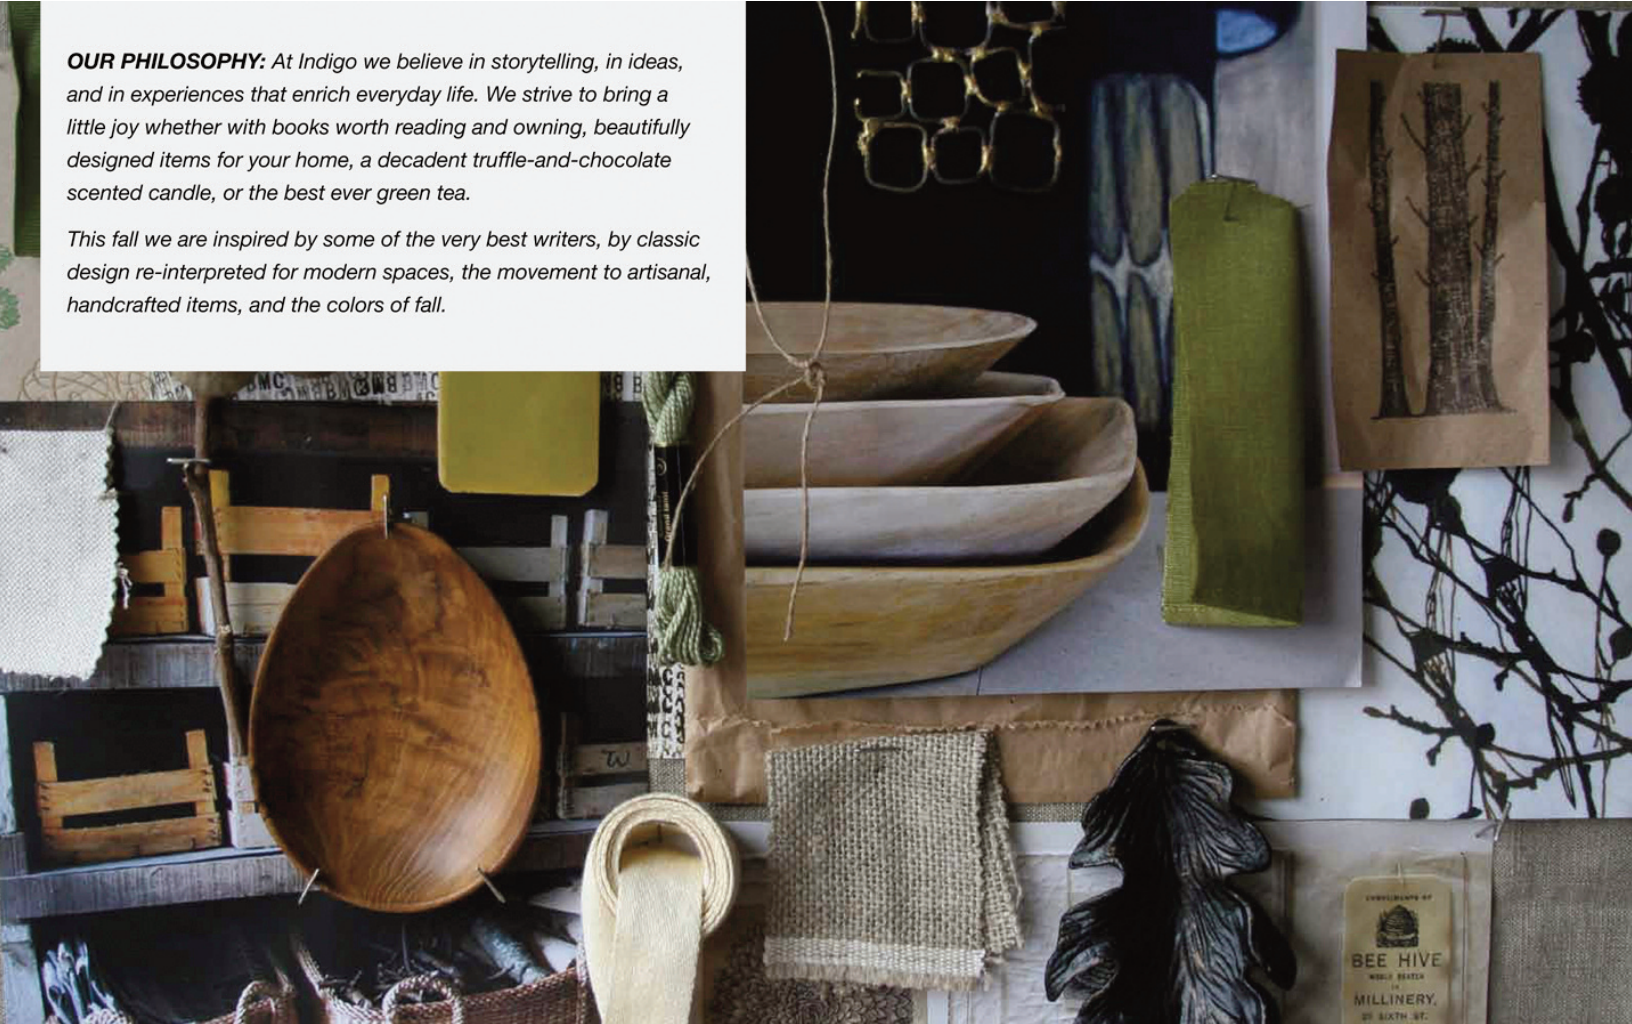 OUR PHILOSOPHY: At Indigo we believe in storytelling, in ideas,
and in experiences that enrich everyday life. We strive to bring a
little joy whether with books worth reading and owning, beautifully
designed items for your home, a decadent truffle-and-chocolate
scented candle, or the best ever green tea.
This fall we are inspired by some of the very best writers, by classic
design re-interpreted for modern spaces, the movement to artisanal,
handcrafted items, and the colors of fall.
W
COMPLIMENTS OF
BEE HIVE
MILLINERY,
SIXTH ST.